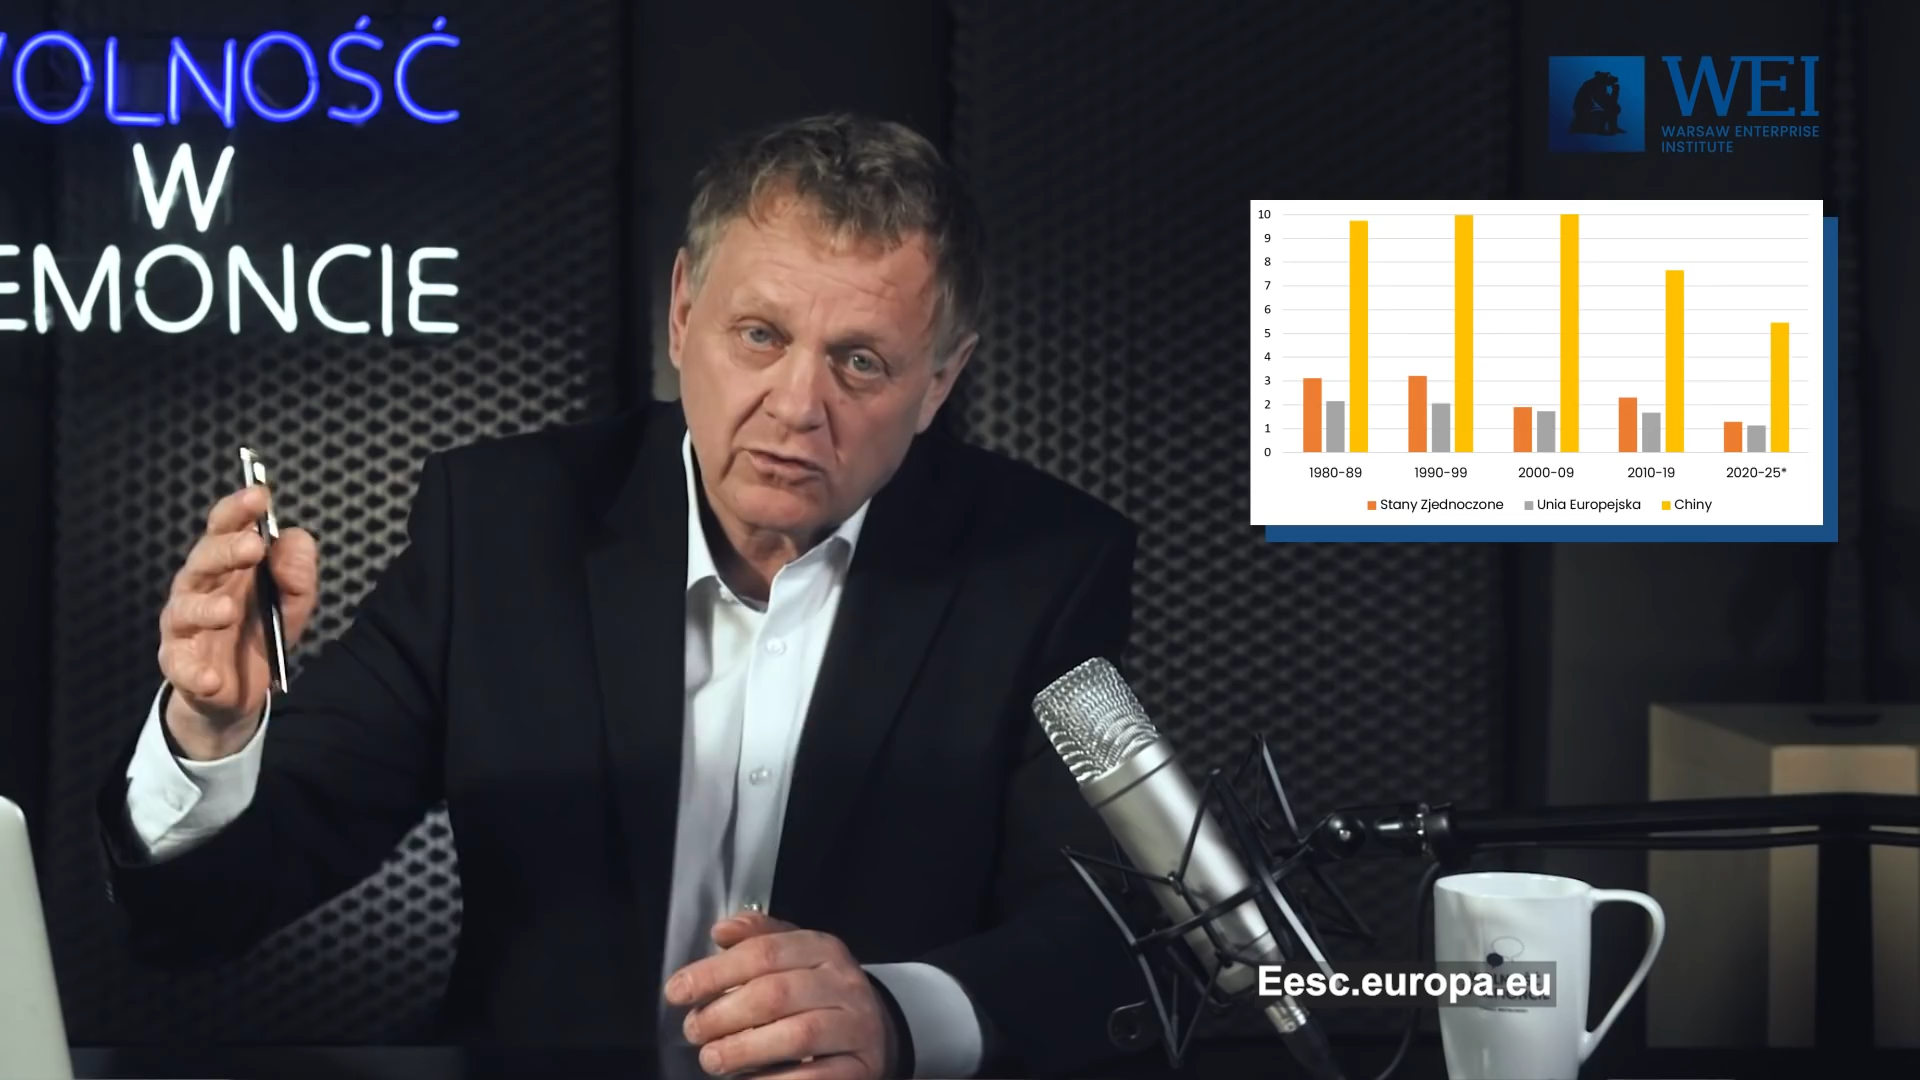 WOLNOŚĆ
W
EMONCIE
WEI
WARSAW ENTERPRISE
INSTITUTE
10
9
8
7
6
5
4
3
2
1
0
1980-89 1990-99 2000-09 2010-19 2020-25*
Stany Zjednoczone Unia Europejska Chiny
Eesc.europa.eu